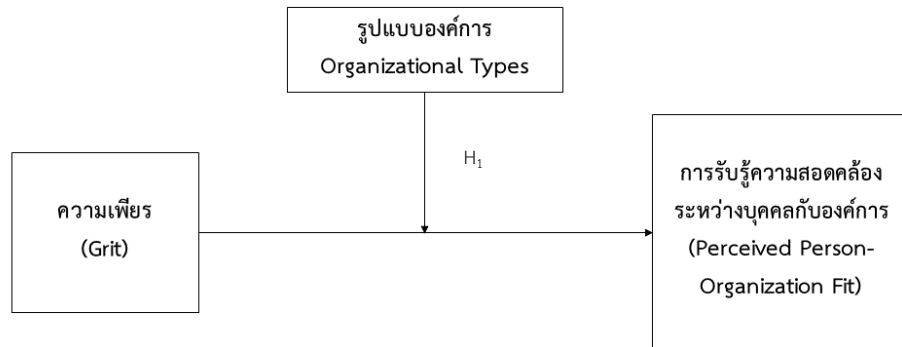 รูปแบบองค์การ
Organizational Types
H₁
ความเพียร
(Grit)
การรับรู้ความสอดคล้อง
ระหว่างบุคคลกับองค์การ
(Perceived Person-
Organization Fit)